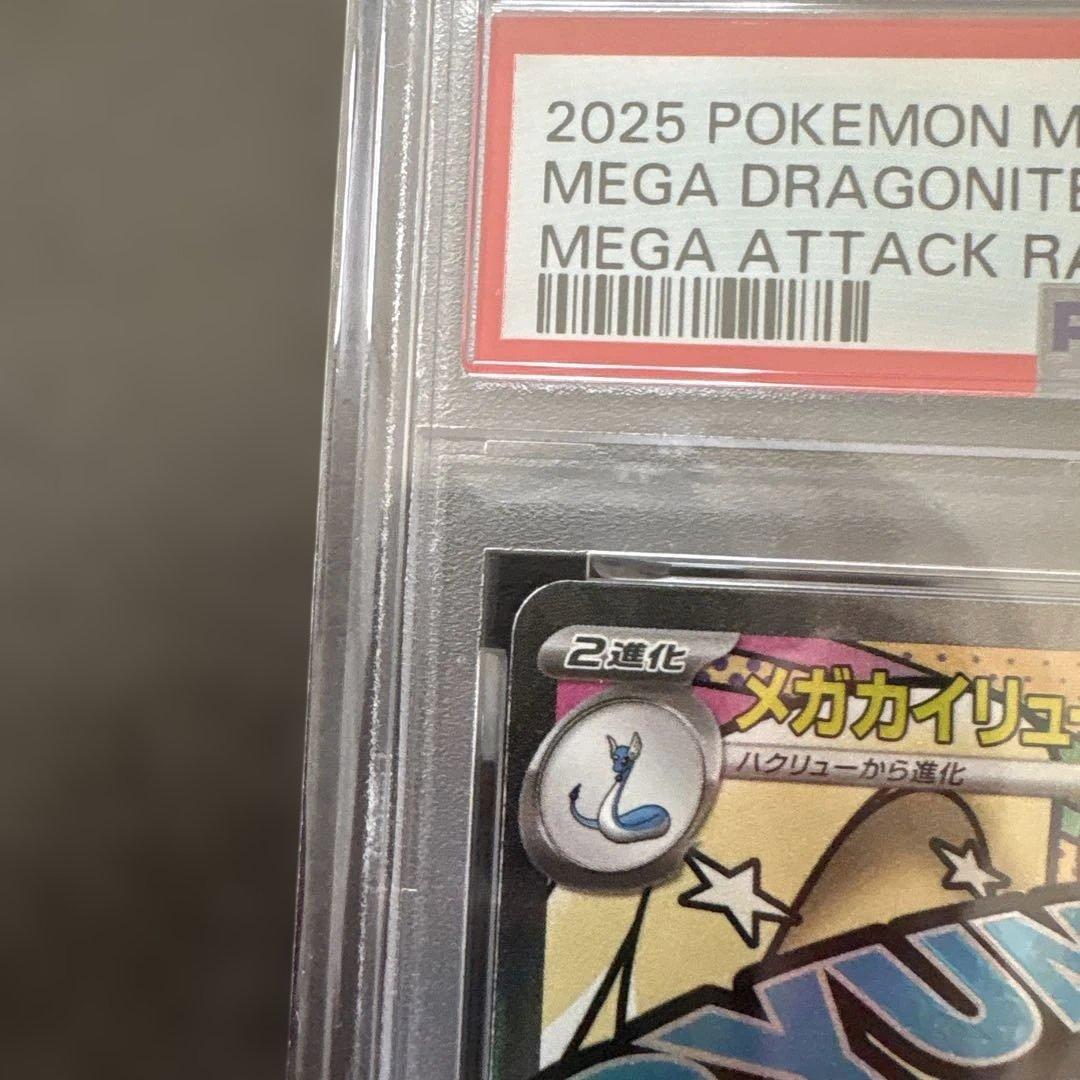 2025 POKEMON M
MEGA DRAGONITE
MEGA ATTACK RA
P
2進化
メガカイリュー
ハクリューから進化
YUN